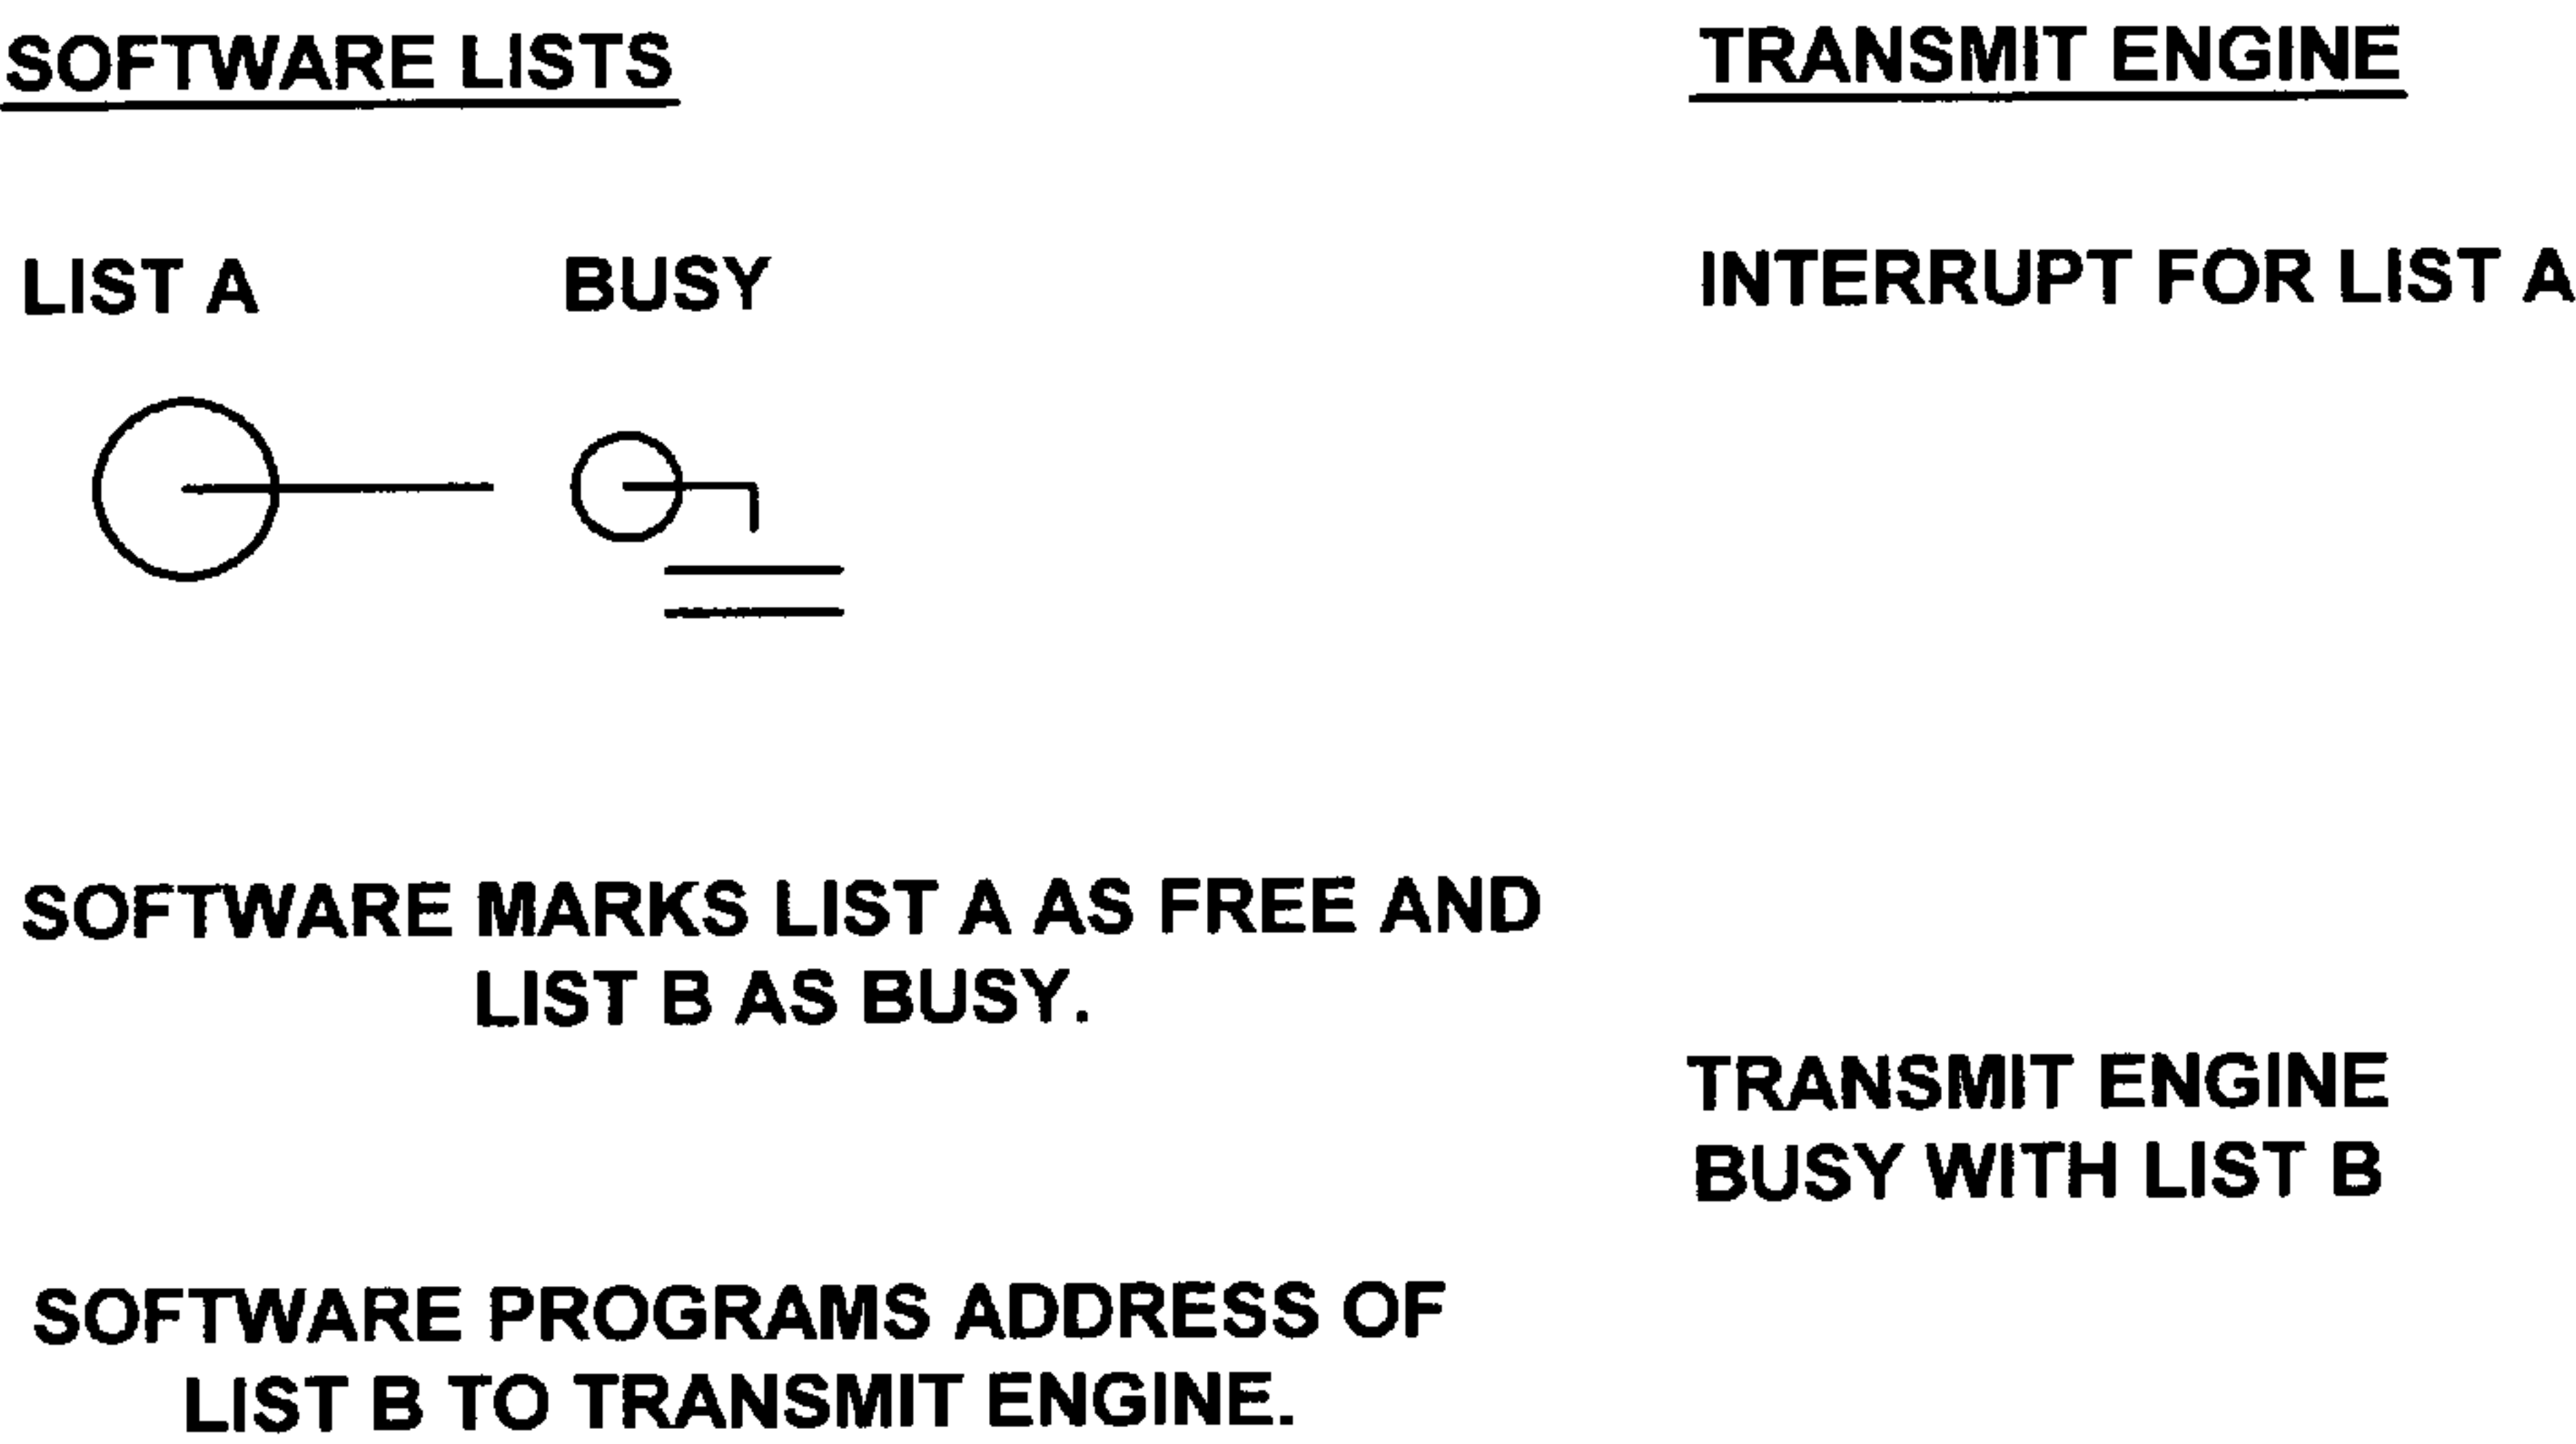 SOFTWARE LISTS
TRANSMIT ENGINE
LIST A
BUSY
INTERRUPT FOR LIST A
SOFTWARE MARKS LIST A AS FREE AND
LIST B AS BUSY.
TRANSMIT ENGINE
BUSY WITH LIST B
SOFTWARE PROGRAMS ADDRESS OF
LIST B TO TRANSMIT ENGINE.